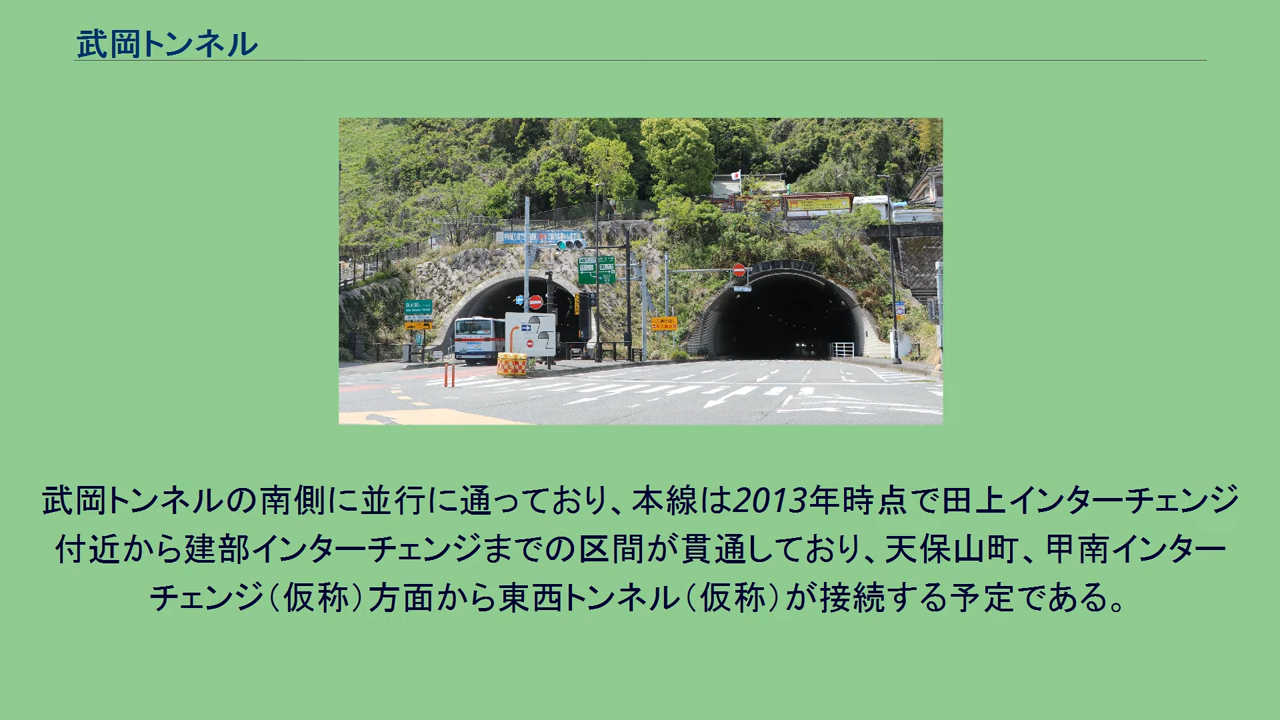 武岡トンネル
武岡トンネルの南側に並行に通っており、本線は2013年時点で田上インターチェンジ
付近から建部インターチェンジまでの区間が貫通しており、天保山町、甲南インター
チェンジ（仮称）方面から東西トンネル（仮称）が接続する予定である。